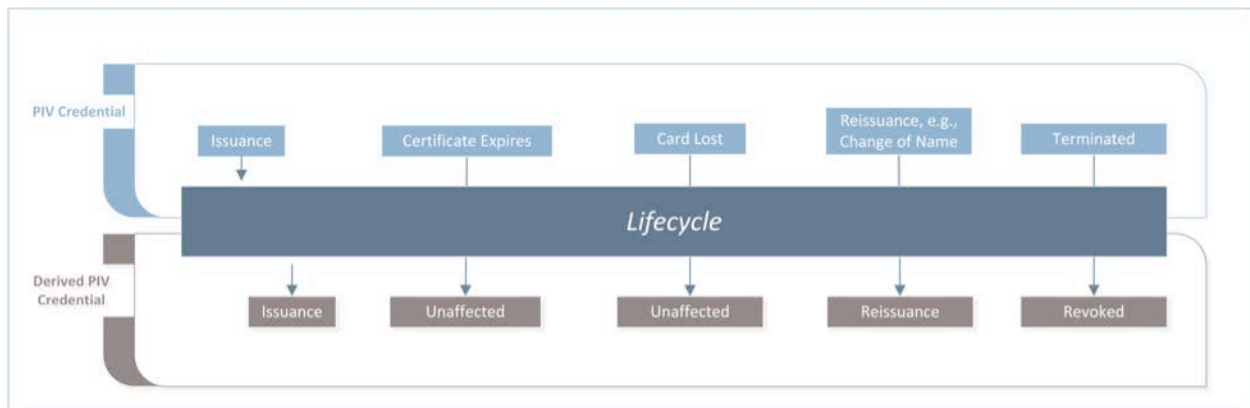 PIV Credential
Issuance
Certificate Expires
Card Lost
Reissuance, e.g.,
Change of Name
Terminated
Lifecycle
Derived PIV
Credential
Issuance
Unaffected
Unaffected
Reissuance
Revoked